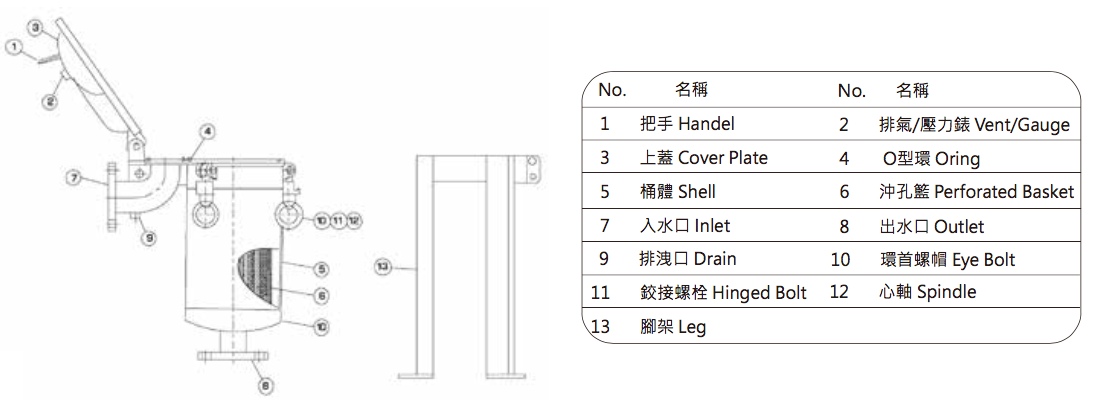 3
1
2
4
7
9
10 11 12
5
6
10
8
13
No. 名稱 No. 名稱
1 把手 Handel 2 排氣/壓力錶 Vent/Gauge
3 上蓋 Cover Plate 4 O型環 Oring
5 桶體 Shell 6 沖孔籃 Perforated Basket
7 入水口 Inlet 8 出水口 Outlet
9 排洩口 Drain 10 環首螺帽 Eye Bolt
11 鉸接螺栓 Hinged Bolt 12 心軸 Spindle
13 腳架 Leg